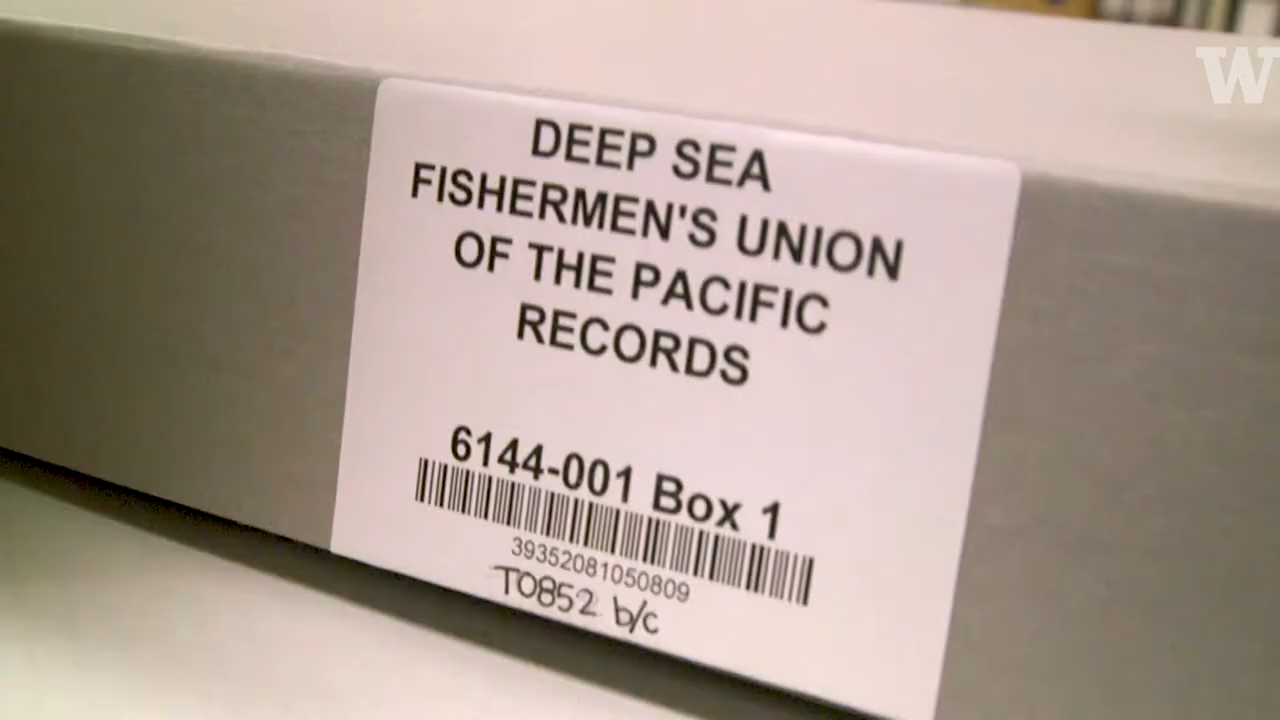 W
DEEP SEA
FISHERMEN'S UNION
OF THE PACIFIC
RECORDS
6144-001 Box 1
39352081050809
T0852 b/c